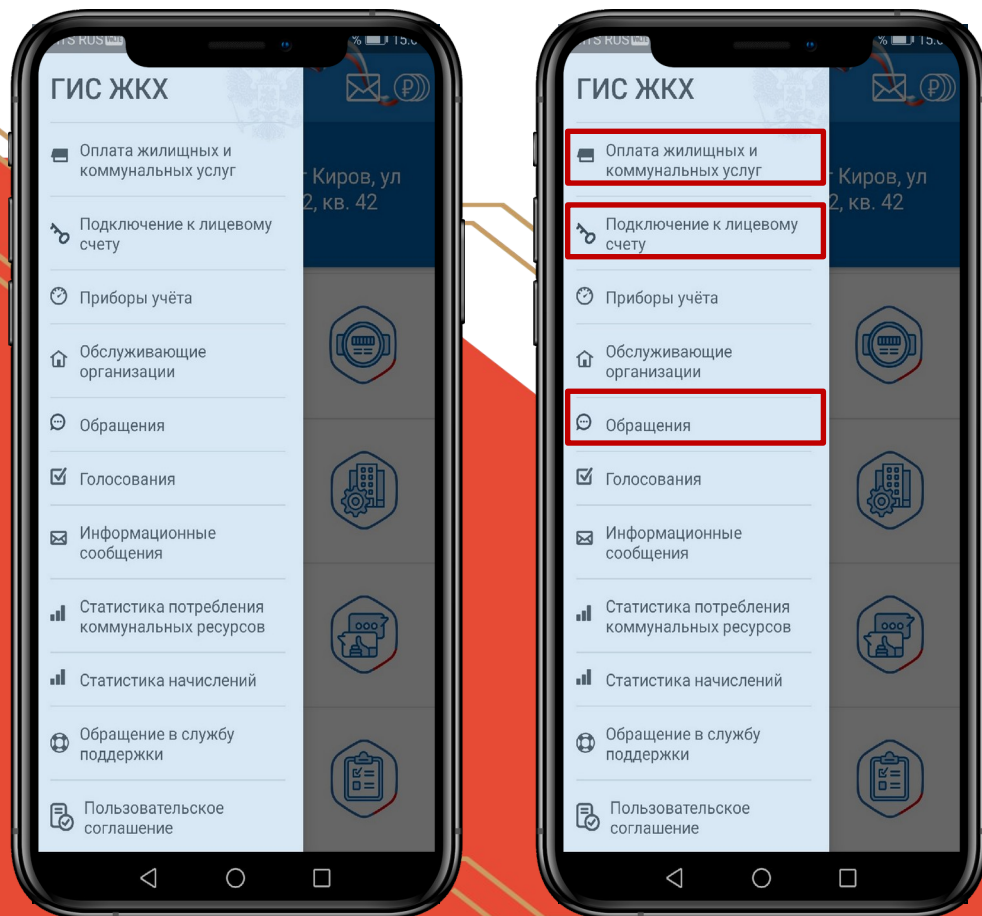 ГИС ЖКХ
Оплата жилищных и
коммунальных услуг
Подключение к лицевому
счету
Приборы учёта
Обслуживающие
организации
Обращения
Голосования
Информационные
сообщения
Статистика потребления
коммунальных ресурсов
Статистика начислений
Обращение в службу
поддержки
Пользовательское
соглашение
Киров, ул
2, кв. 42
ГИС ЖКХ
Оплата жилищных и
коммунальных услуг
Подключение к лицевому
счету
Приборы учёта
Обслуживающие
организации
Обращения
Голосования
Информационные
сообщения
Статистика потребления
коммунальных ресурсов
Статистика начислений
Обращение в службу
поддержки
Пользовательское
соглашение
Киров, ул
2, кв. 42